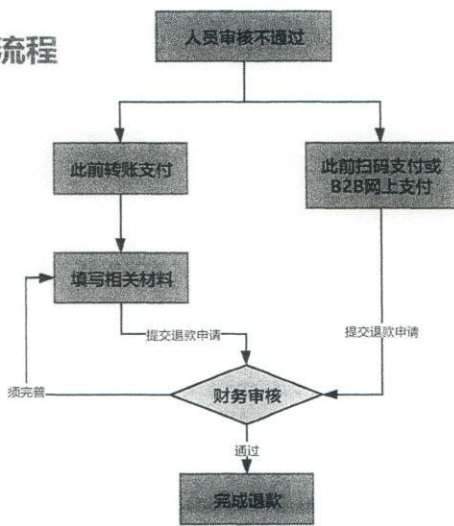 流程
人员审核不通过
此前转账支付
此前扫码支付或
B2B网上支付
填写相关材料
提交退款申请
提交退款申请
须完善
财务审核
通过
完成退款